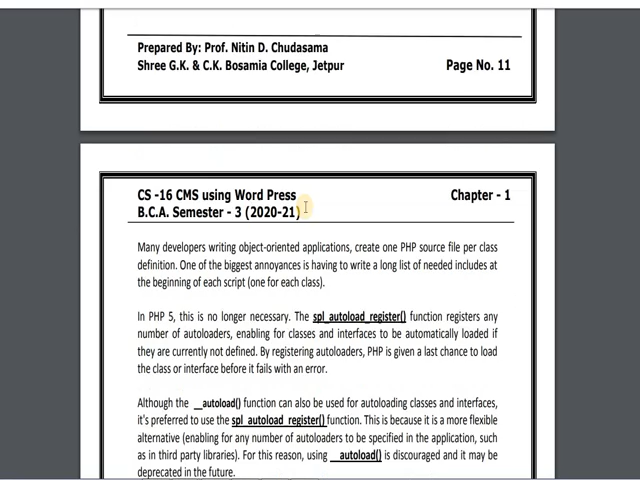 Prepared By: Prof. Nitin D. Chudasama
Shree G.K. & C.K. Bosamia College, Jetpur Page No. 11
CS -16 CMS using Word Press Chapter - 1
B.C.A. Semester - 3 (2020-21)
Many developers writing object-oriented applications, create one PHP source file per class
definition. One of the biggest annoyances is having to write a long list of needed includes at
the beginning of each script (one for each class).
In PHP 5, this is no longer necessary. The spl_autoload_register() function registers any
number of autoloaders, enabling for classes and interfaces to be automatically loaded if
they are currently not defined. By registering autoloaders, PHP is given a last chance to load
the class or interface before it fails with an error.
Although the __autoload() function can also be used for autoloading classes and interfaces,
it's preferred to use the spl_autoload_register() function. This is because it is a more flexible
alternative (enabling for any number of autoloaders to be specified in the application, such
as in third party libraries). For this reason, using __autoload() is discouraged and it may be
deprecated in the future.